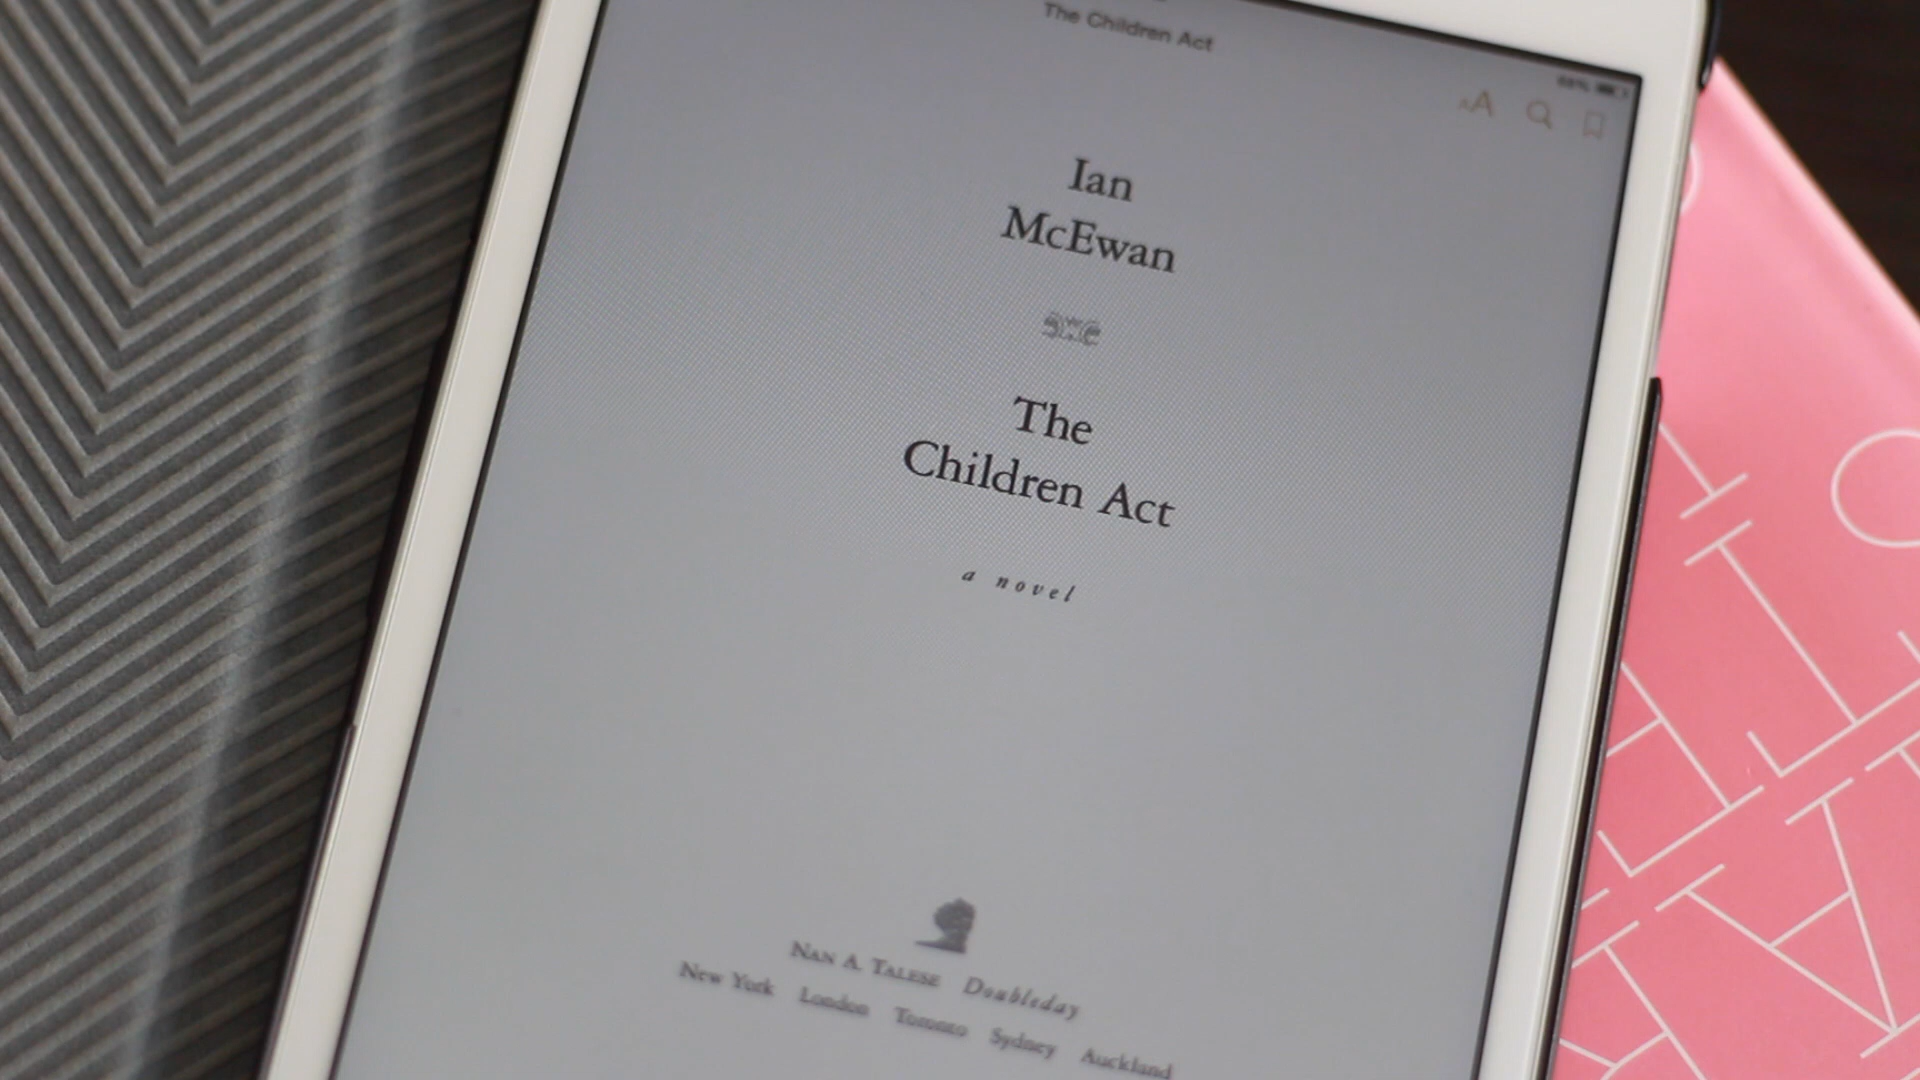 The Children Act
Ian
McEwan
The
Children Act
a novel
NAN A. TALESE Doubleday
New York London Toronto Sydney Auckland